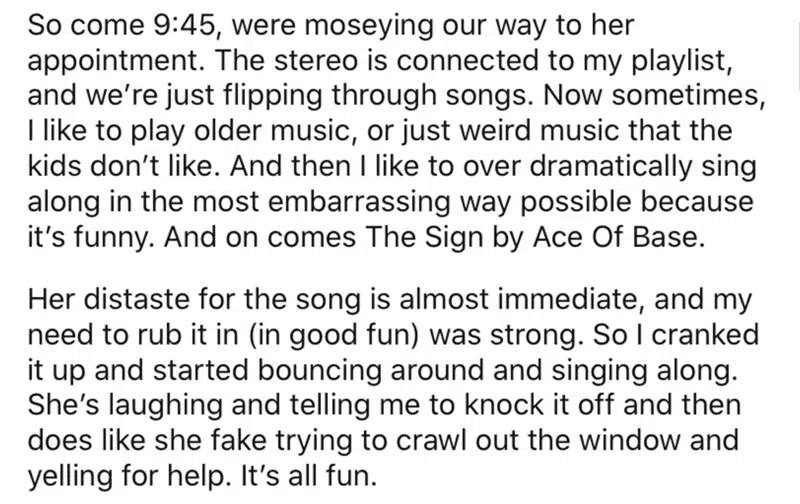 So come 9:45, were moseying our way to her
appointment. The stereo is connected to my playlist,
and we’re just flipping through songs. Now sometimes,
I like to play older music, or just weird music that the
kids don’t like. And then I like to over dramatically sing
along in the most embarrassing way possible because
it’s funny. And on comes The Sign by Ace Of Base.
Her distaste for the song is almost immediate, and my
need to rub it in (in good fun) was strong. So I cranked
it up and started bouncing around and singing along.
She’s laughing and telling me to knock it off and then
does like she fake trying to crawl out the window and
yelling for help. It’s all fun.